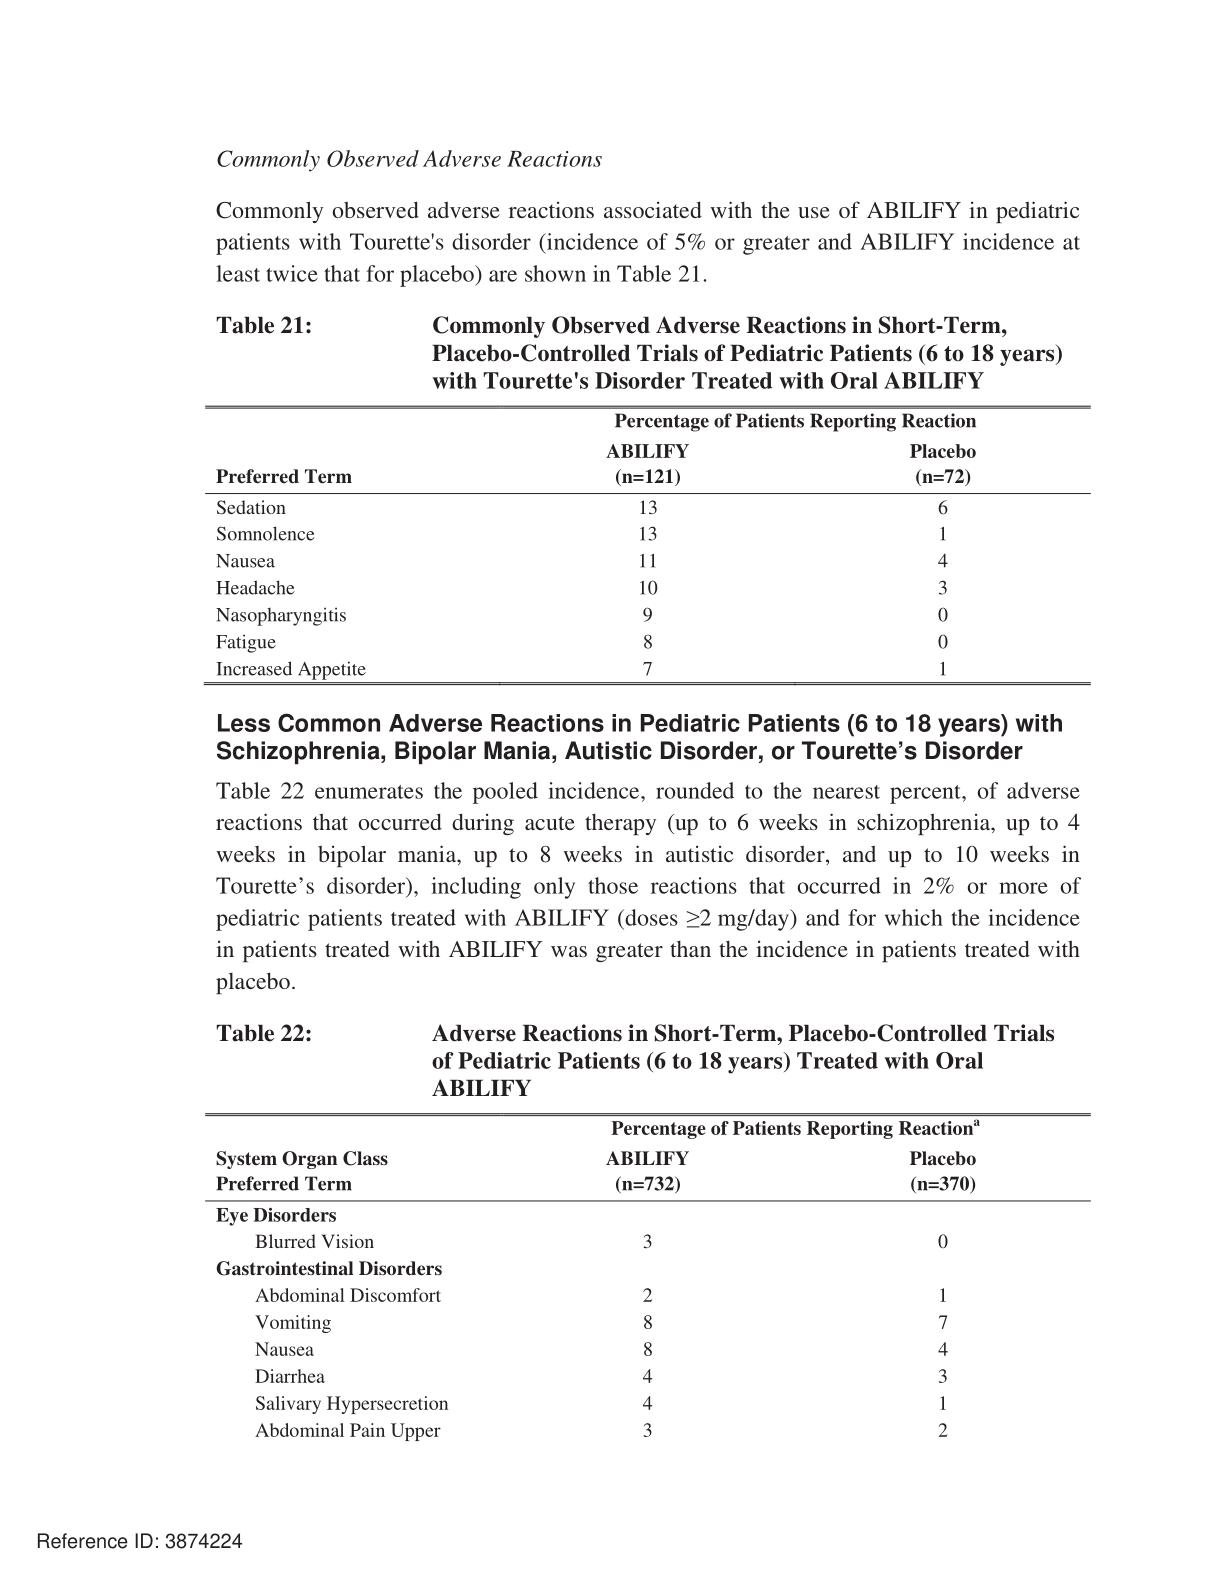 Commonly Observed Adverse Reactions
Commonly observed adverse reactions associated with the use of ABILIFY in pediatric
patients with Tourette's disorder (incidence of 5% or greater and ABILIFY incidence at
least twice that for placebo) are shown in Table 21.
Table 21: Commonly Observed Adverse Reactions in Short-Term,
Placebo-Controlled Trials of Pediatric Patients (6 to 18 years)
with Tourette's Disorder Treated with Oral ABILIFY
Percentage of Patients Reporting Reaction
ABILIFY Placebo
Preferred Term (n=121) (n=72)
Sedation 13 6
Somnolence 13 1
Nausea 11 4
Headache 10 3
Nasopharyngitis 9 0
Fatigue 8 0
Increased Appetite 7 1
Less Common Adverse Reactions in Pediatric Patients (6 to 18 years) with
Schizophrenia, Bipolar Mania, Autistic Disorder, or Tourette’s Disorder
Table 22 enumerates the pooled incidence, rounded to the nearest percent, of adverse
reactions that occurred during acute therapy (up to 6 weeks in schizophrenia, up to 4
weeks in bipolar mania, up to 8 weeks in autistic disorder, and up to 10 weeks in
Tourette’s disorder), including only those reactions that occurred in 2% or more of
pediatric patients treated with ABILIFY (doses ≥2 mg/day) and for which the incidence
in patients treated with ABILIFY was greater than the incidence in patients treated with
placebo.
Table 22: Adverse Reactions in Short-Term, Placebo-Controlled Trials
of Pediatric Patients (6 to 18 years) Treated with Oral
ABILIFY
Percentage of Patients Reporting Reactionᵃ
System Organ Class ABILIFY Placebo
Preferred Term (n=732) (n=370)
Eye Disorders
Blurred Vision 3 0
Gastrointestinal Disorders
Abdominal Discomfort 2 1
Vomiting 8 7
Nausea 8 4
Diarrhea 4 3
Salivary Hypersecretion 4 1
Abdominal Pain Upper 3 2
Reference ID: 3874224